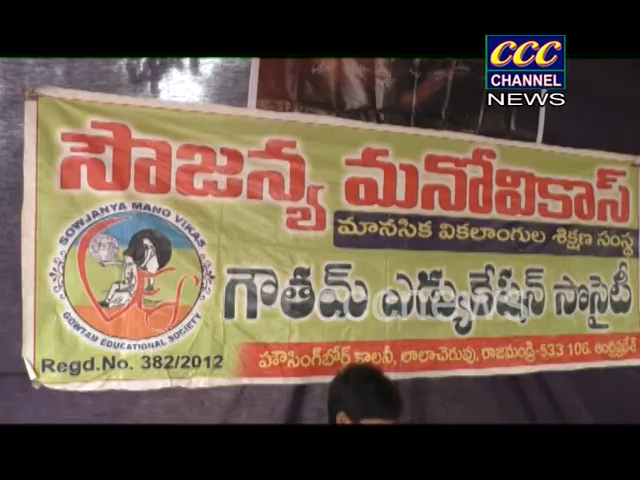 CCC
CHANNEL
NEWS
సౌజన్య మనోవికాస్
మానసిక వికలాంగుల శిక్షణ సంస్థ
SOWJANYA MANO VIKAS
GOWTAM EDUCATIONAL SOCIETY
గౌతమ్ ఎడ్యుకేషన్ సొసైటీ
Regd.No. 382/2012
హౌసింగ్‌బోర్డ్ కాలనీ, లాలాచెరువు, రాజమండ్రి-533 106. ఆంధ్రప్రదేశ్